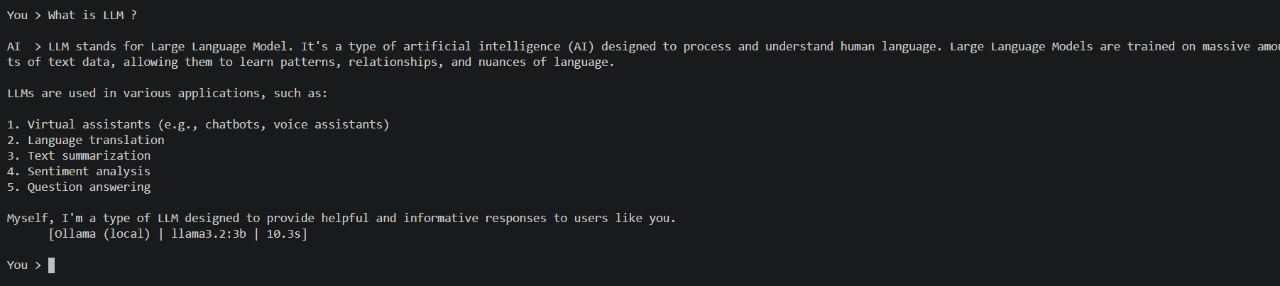 You > What is LLM ?
AI  > LLM stands for Large Language Model. It's a type of artificial intelligence (AI) designed to process and understand human language. Large Language Models are trained on massive amou
ts of text data, allowing them to learn patterns, relationships, and nuances of language.
LLMs are used in various applications, such as:
1. Virtual assistants (e.g., chatbots, voice assistants)
2. Language translation
3. Text summarization
4. Sentiment analysis
5. Question answering
Myself, I'm a type of LLM designed to provide helpful and informative responses to users like you.
[Ollama (local) | llama3.2:3b | 10.3s]
You >